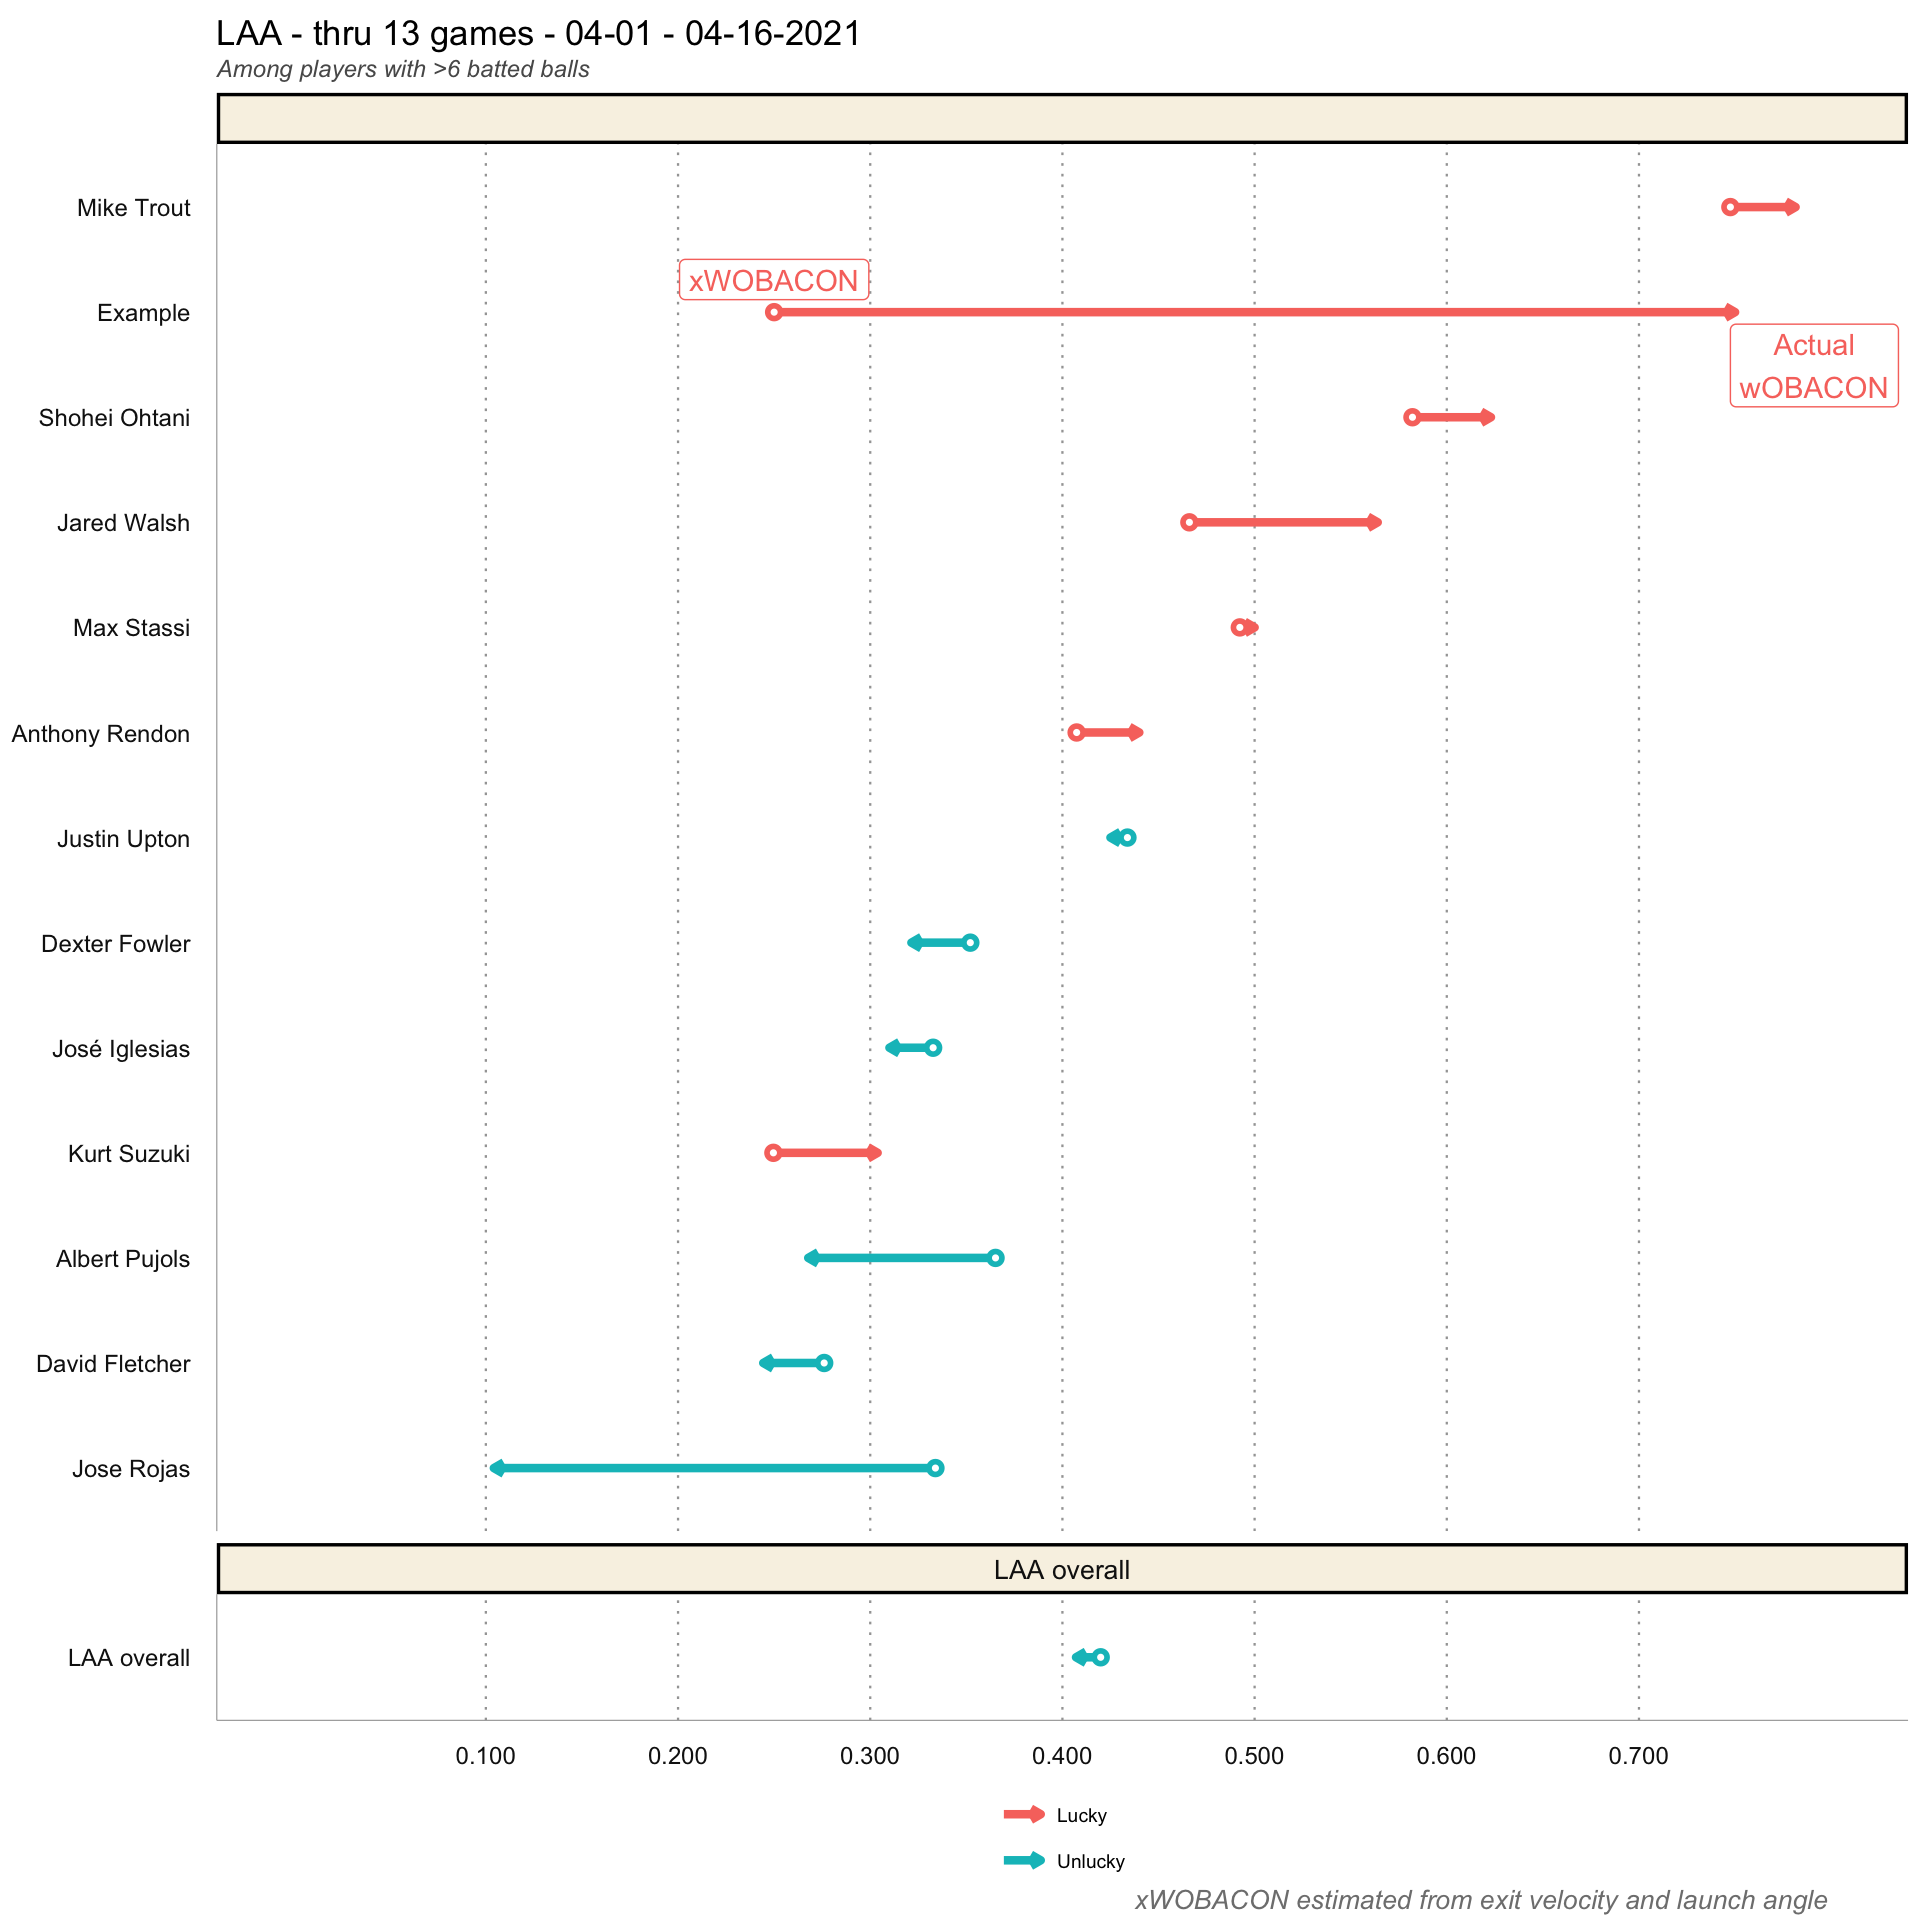 LAA - thru 13 games - 04-01 - 04-16-2021
Among players with >6 batted balls
Mike Trout
xWOBACON
Example
Actual
wOBACON
Shohei Ohtani
Jared Walsh
Max Stassi
Anthony Rendon
Justin Upton
Dexter Fowler
José Iglesias
Kurt Suzuki
Albert Pujols
David Fletcher
Jose Rojas
LAA overall
LAA overall
0.100 0.200 0.300 0.400 0.500 0.600 0.700
Lucky
Unlucky
xWOBACON estimated from exit velocity and launch angle